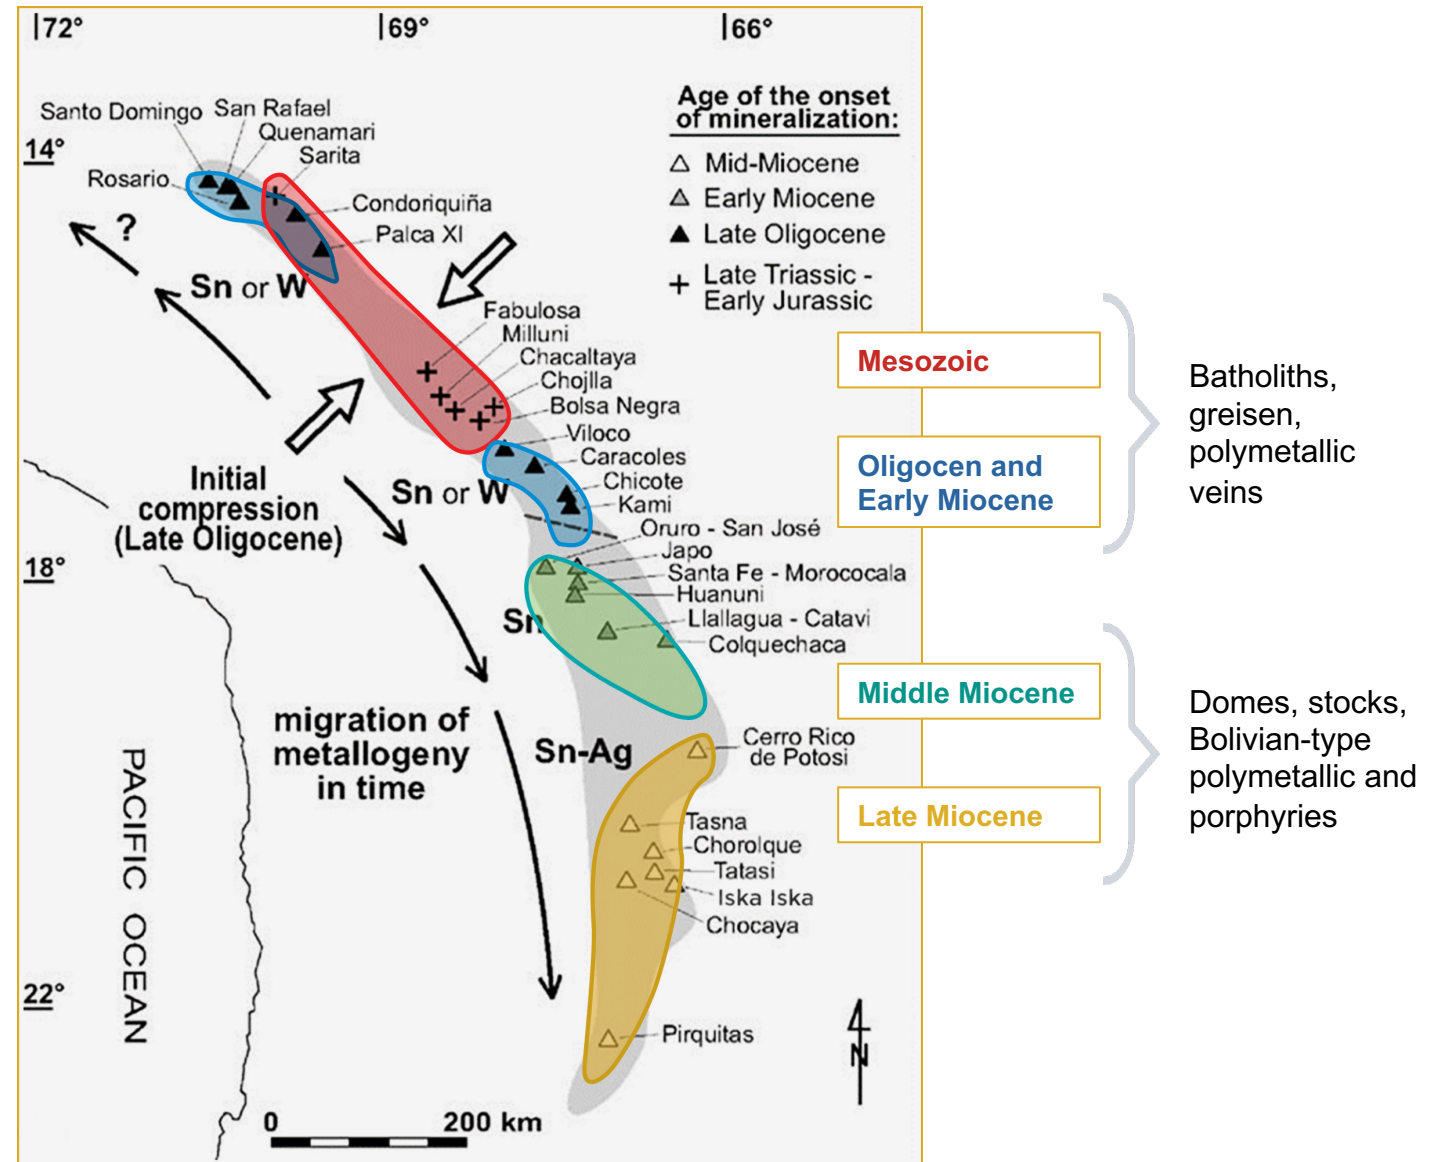 72°
69°
66°
14°
18°
22°
Santo Domingo
San Rafael
Quenamari
Sarita
Rosario
Condoriquiña
Palca XI
?
Sn or W
Age of the onset
of mineralization:
Mid-Miocene
Early Miocene
Late Oligocene
Late Triassic -
Early Jurassic
Fabulosa
Milluni
Chacaltaya
Chojlla
Bolsa Negra
Viloco
Caracoles
Chicote
Kami
Initial
compression
(Late Oligocene)
Sn or W
Oruro - San José
Japo
Santa Fe - Morococala
Huanuni
Llallagua - Catavi
Colquechaca
Sn
migration of
metallogeny
in time
Sn-Ag
Cerro Rico
de Potosi
Tasna
Chorolque
Tatasi
Iska Iska
Chocaya
Pirquitas
PACIFIC OCEAN
N
0
200 km
Mesozoic
Oligocen and
Early Miocene
Batholiths,
greisen,
polymetallic
veins
Middle Miocene
Late Miocene
Domes, stocks,
Bolivian-type
polymetallic and
porphyries